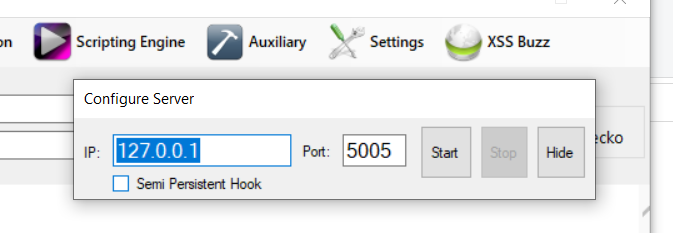 on Scripting Engine Auxiliary Settings XSS Buzz
Configure Server
IP: 127.0.0.1 Port: 5005 Start Stop Hide
ecko
Semi Persistent Hook